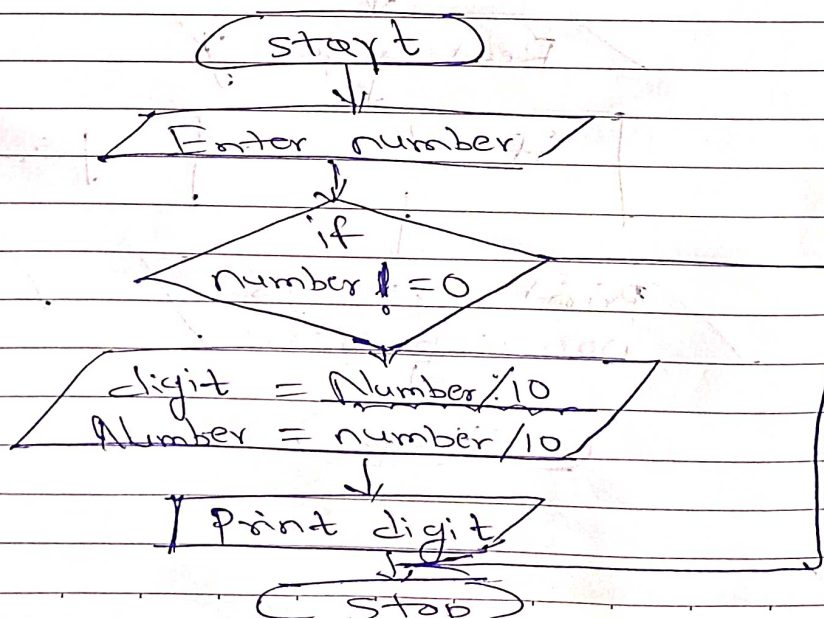 start
Enter number
if
number != 0
digit = Number%10
Number = number/10
Print digit
stop